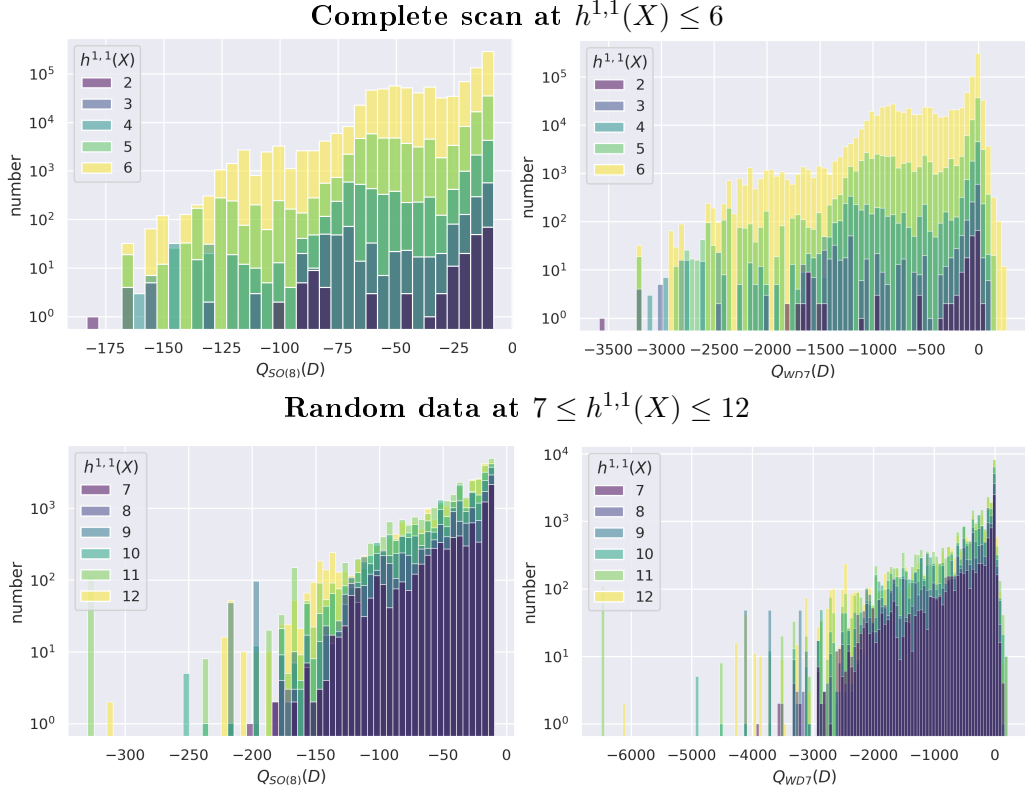 Complete scan at h^{1,1}(X) ≤ 6
h^{1,1}(X)
2
3
4
5
6
number
10^5
10^4
10^3
10^2
10^1
10^0
−175 −150 −125 −100 −75 −50 −25 0
Q_{SO(8)}(D)
h^{1,1}(X)
2
3
4
5
6
number
10^5
10^4
10^3
10^2
10^1
10^0
−3500 −3000 −2500 −2000 −1500 −1000 −500 0
Q_{WD7}(D)
Random data at 7 ≤ h^{1,1}(X) ≤ 12
h^{1,1}(X)
7
8
9
10
11
12
number
10^3
10^2
10^1
10^0
−300 −250 −200 −150 −100 −50 0
Q_{SO(8)}(D)
h^{1,1}(X)
7
8
9
10
11
12
number
10^4
10^3
10^2
10^1
10^0
−6000 −5000 −4000 −3000 −2000 −1000 0
Q_{WD7}(D)